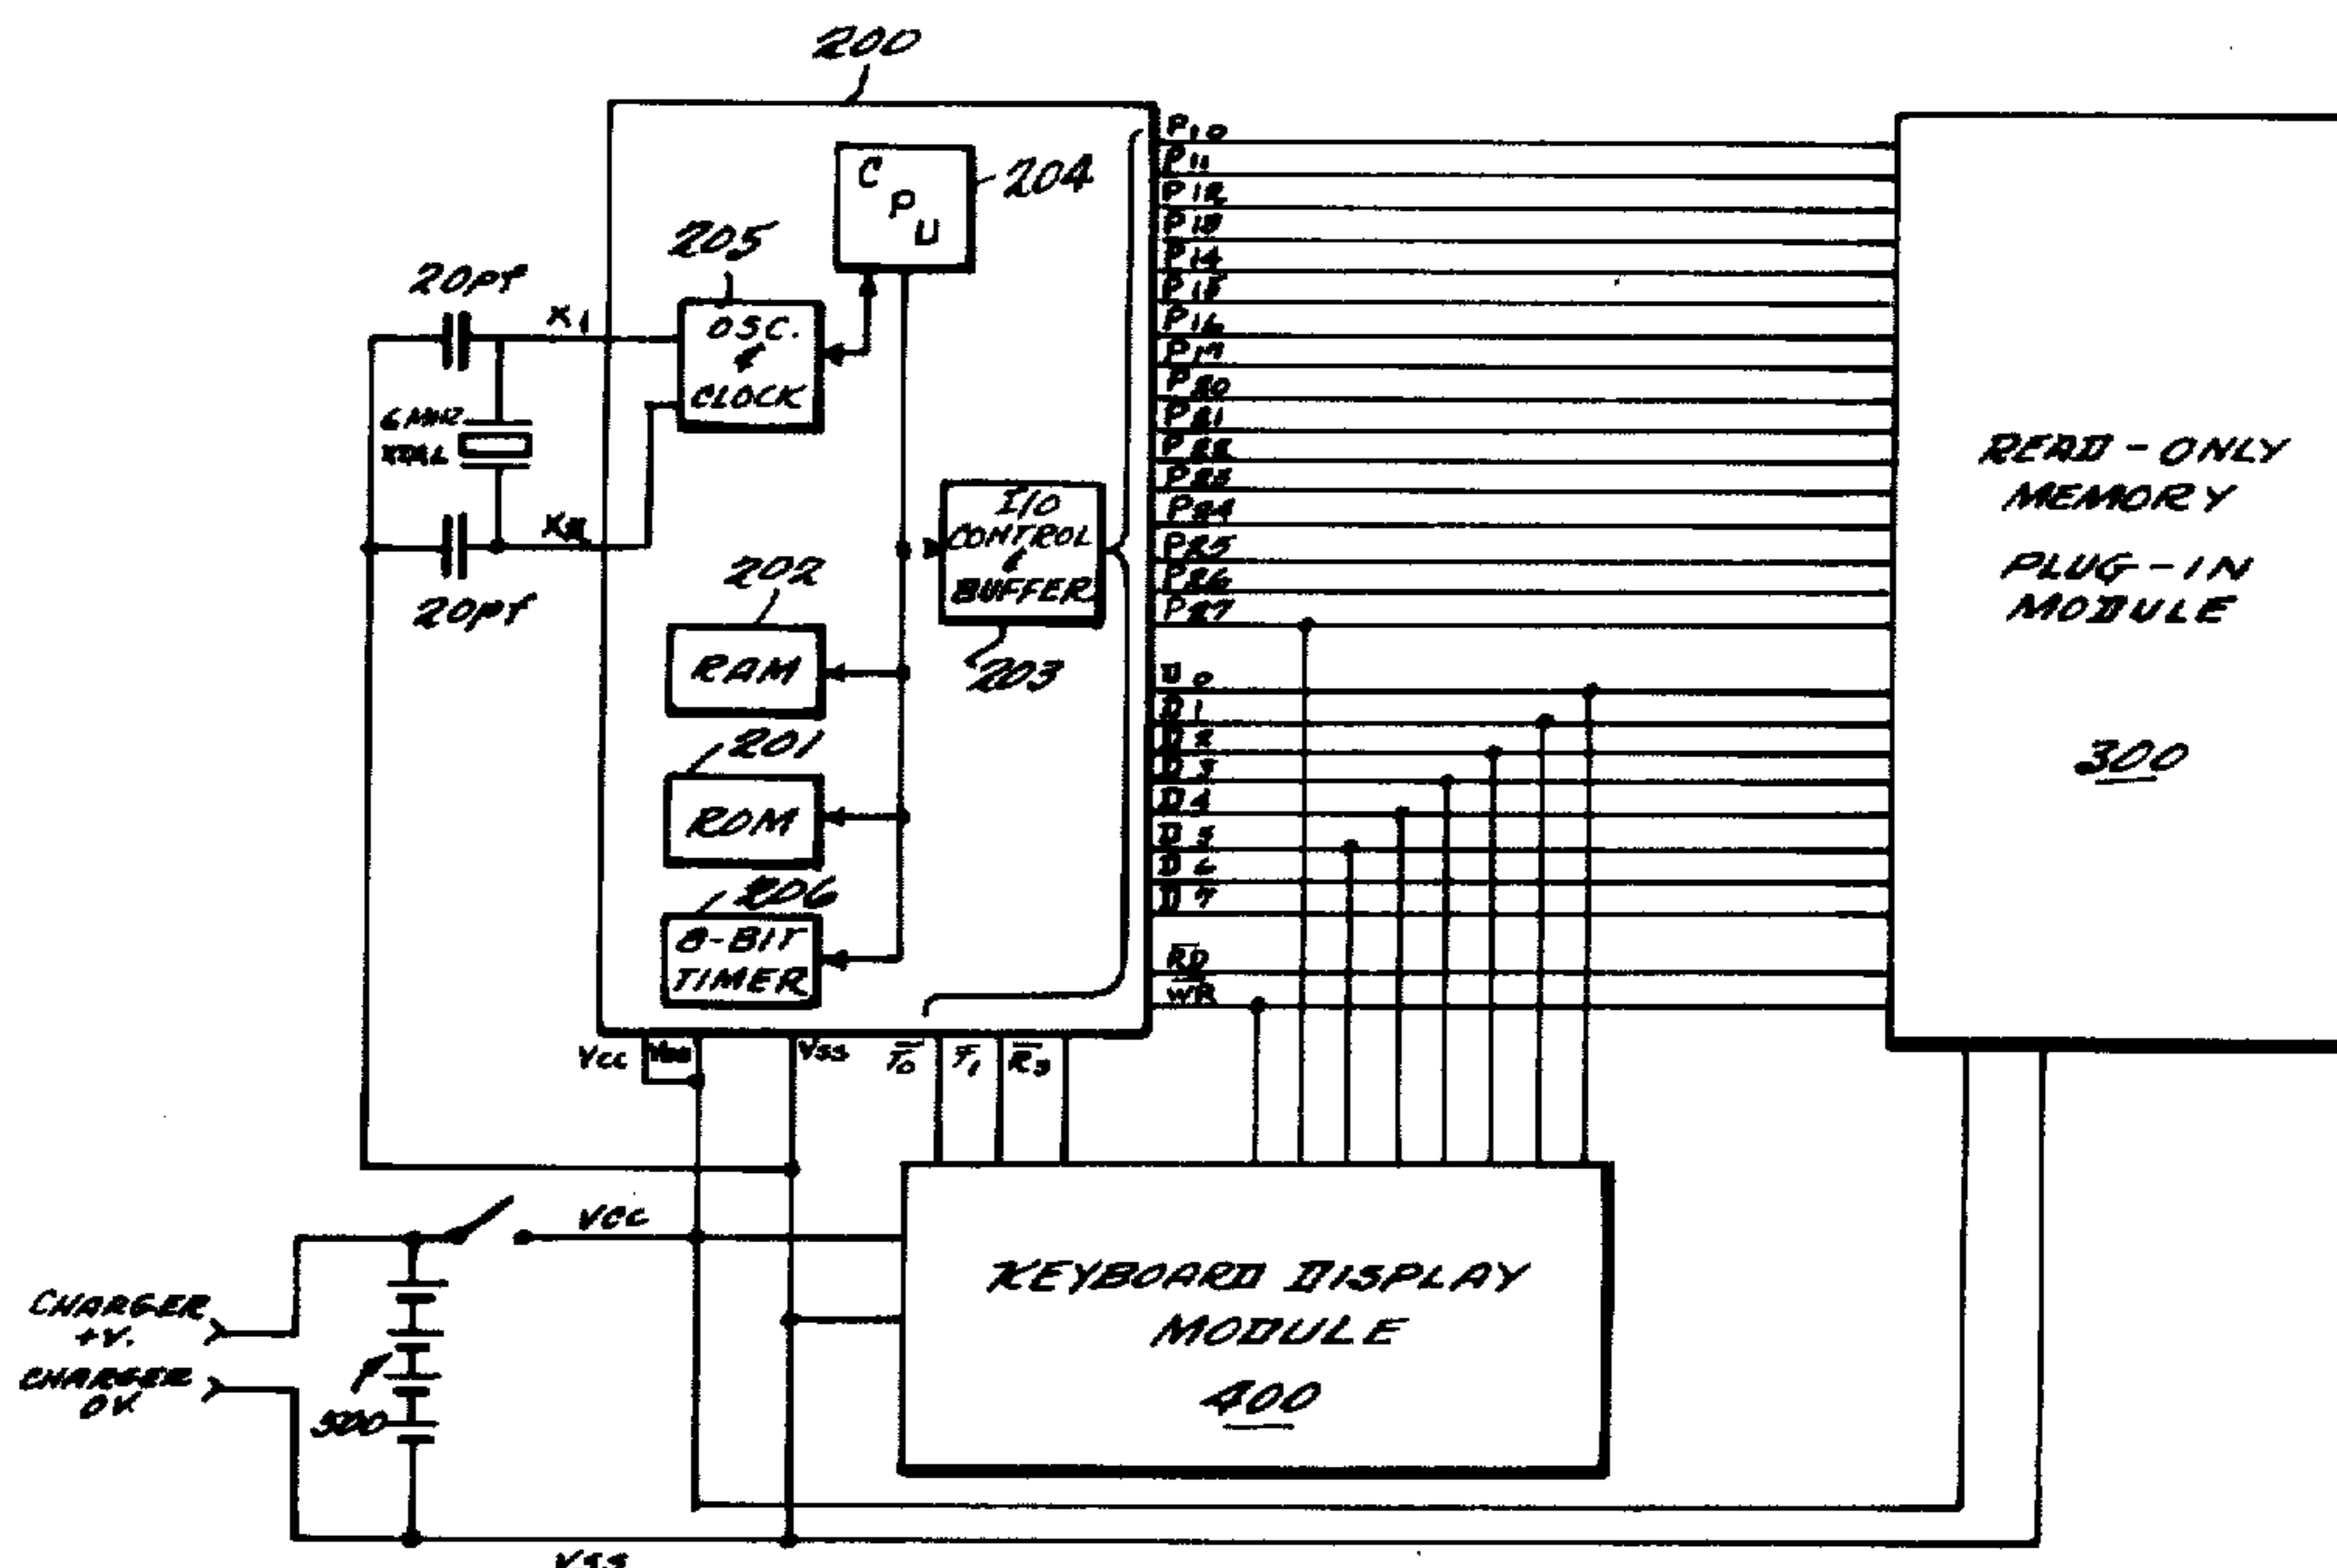 200
C
P
U
204
205
OSC.
&
CLOCK
20pf
X1
6 MHZ
XTAL
20pf
I/O
CONTROL
&
BUFFER
203
202
RAM
201
ROM
206
8-BIT
TIMER
P10
P11
P12
P13
P14
P15
P16
P17
P20
P21
P22
P23
P24
P25
P26
P27
D0
D1
D2
D3
D4
D5
D6
D7
RD
WR
READ-ONLY
MEMORY
PLUG-IN
MODULE
300
VCC
VSS
T0
T1
VCC
KEYBOARD DISPLAY
MODULE
400
CHARGER
+V.
CHARGER
0V
500
VSS